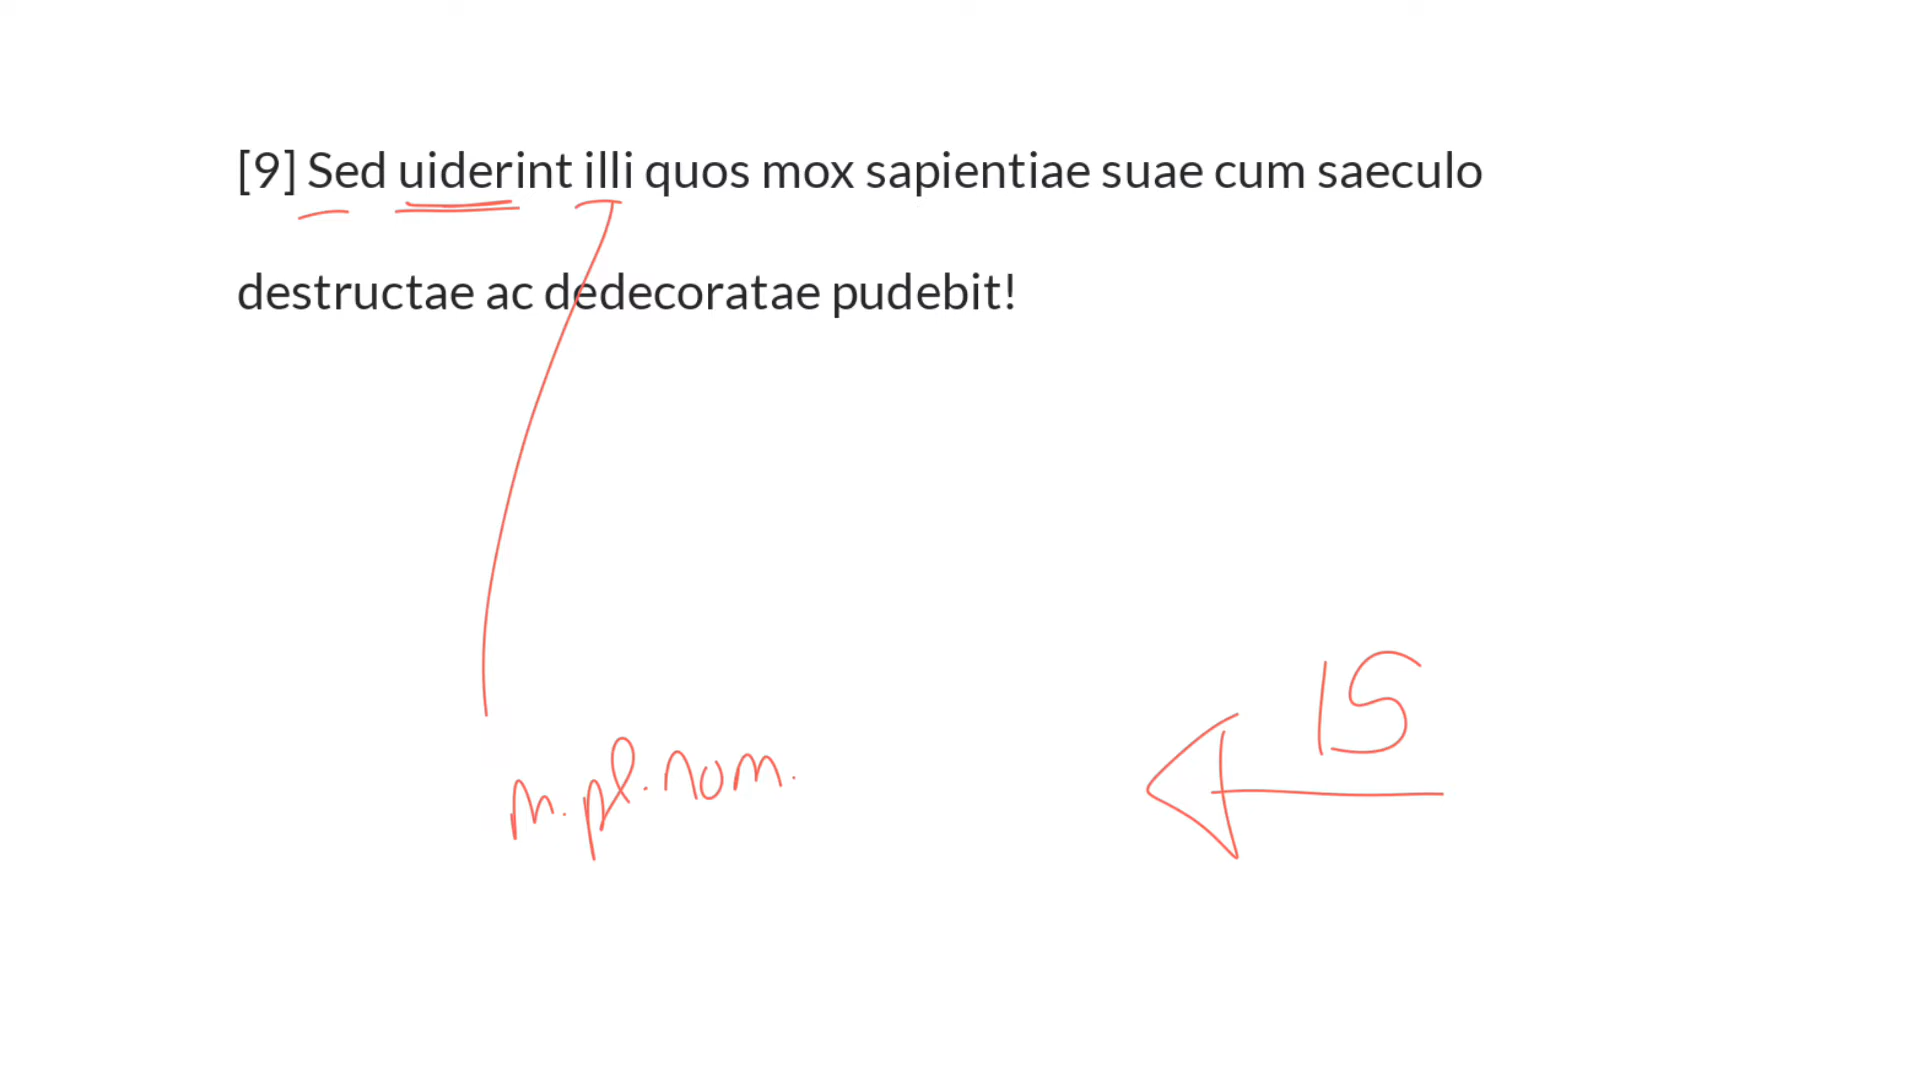 [9] Sed uiderint illi quos mox sapientiae suae cum saeculo
destructae ac dedecoratae pudebit!
15
m. pl. nom.